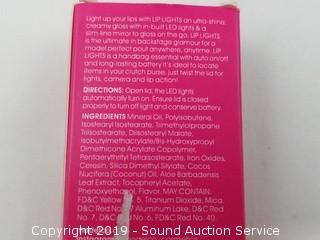 Light up your lips with LIP LIGHTS an ultra-shine,
creamy gloss with in-built LED lights & a
slim-line mirror to gloss on the go. LIP LIGHTS
is the ultimate in backstage glamour for a
model perfect pout anywhere, anytime. LIP
LIGHTS is a handbag essential with auto on/off
and long-lasting battery it's ideal to locate
items in your clutch purse, just twist the lid for
lights, camera and lip action!
DIRECTIONS: Open lid, the LED lights
automatically turn on. Ensure lid is closed
properly to turn off light and conserve battery.
INGREDIENTS Mineral Oil, Polyisobutene,
Isostearyl Isostearate, Trimethylolpropane
Triisostearate, Diisostearyl Malate,
Isobutylmethacrylate/Bis-Hydroxypropyl
Dimethicone Acrylate Copolymer,
Pentaerythrityl Tetraisostearate, Iron Oxides,
Ceresin, Silica Dimethyl Silylate, Cocos
Nucifera (Coconut) Oil, Aloe Barbadensis
Leaf Extract, Tocopheryl Acetate,
Phenoxyethanol, Flavor. MAY CONTAIN:
FD&C Yellow 5, Titanium Dioxide, Mica,
D&C Red No. 7 Aluminum Lake, D&C Red
No. 7, D&C Red No. 6, FD&C Red No. 40.
Copyright 2019 - Sound Auction Service